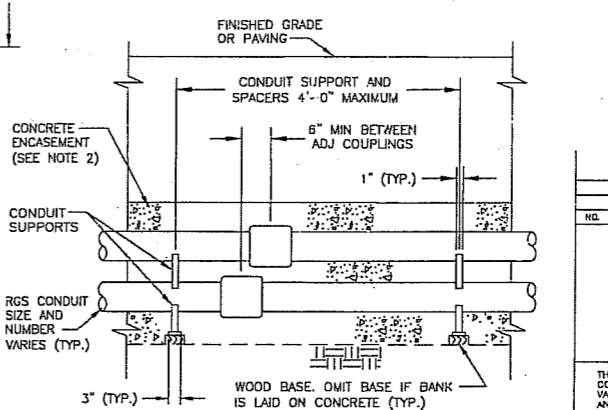 FINISHED GRADE
OR PAVING
CONDUIT SUPPORT AND
SPACERS 4'-0" MAXIMUM
6" MIN BETWEEN
ADJ COUPLINGS
CONCRETE
ENCASEMENT
(SEE NOTE 2)
1" (TYP.)
NO.
CONDUIT
SUPPORTS
RGS CONDUIT
SIZE AND
NUMBER
VARIES (TYP.)
3" (TYP.)
WOOD BASE. OMIT BASE IF BANK
IS LAID ON CONCRETE (TYP.)